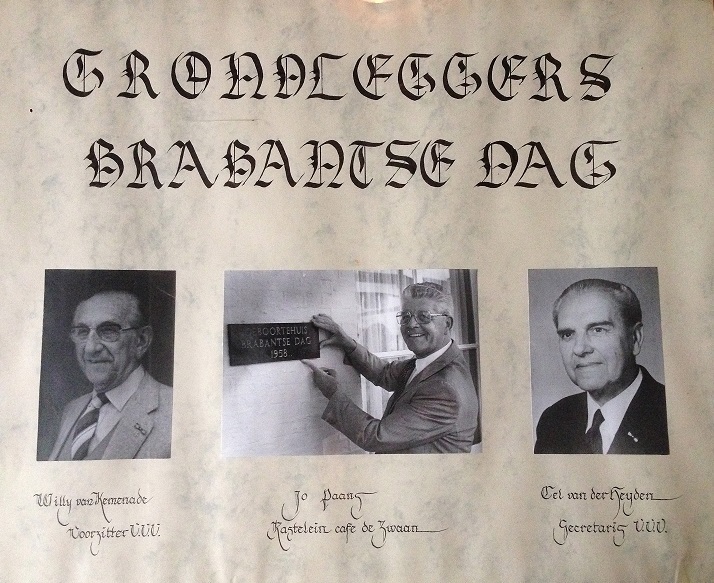 GRONDLEGGERS
BRABANTSE DAG
GEBOORTEHUIS
BRABANTSE DAG
1958
Willy van Kemenade
Voorzitter V.V.V.
Jo Paans
Kastelein café de Zwaan
Cel van der Heyden
Secretaris V.V.V.